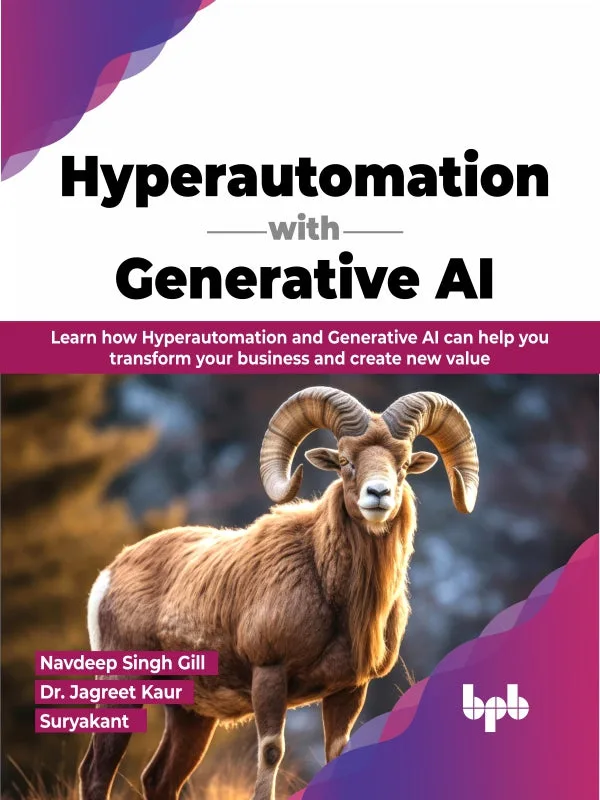 Hyperautomation
with
Generative AI
Learn how Hyperautomation and Generative AI can help you
transform your business and create new value
Navdeep Singh Gill
Dr. Jagreet Kaur
Suryakant
bpb